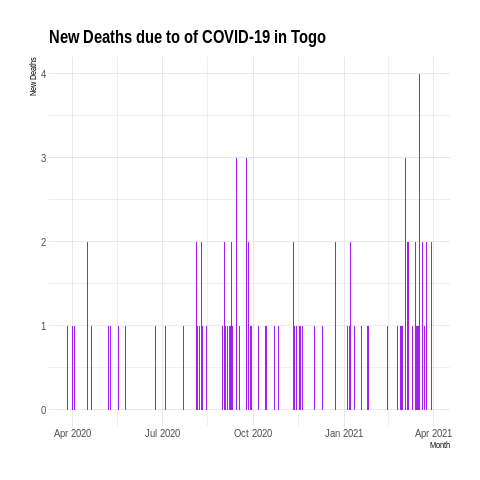 New Deaths due to of COVID-19 in Togo
New Deaths
4
3
2
1
0
Apr 2020 Jul 2020 Oct 2020 Jan 2021 Apr 2021
Month